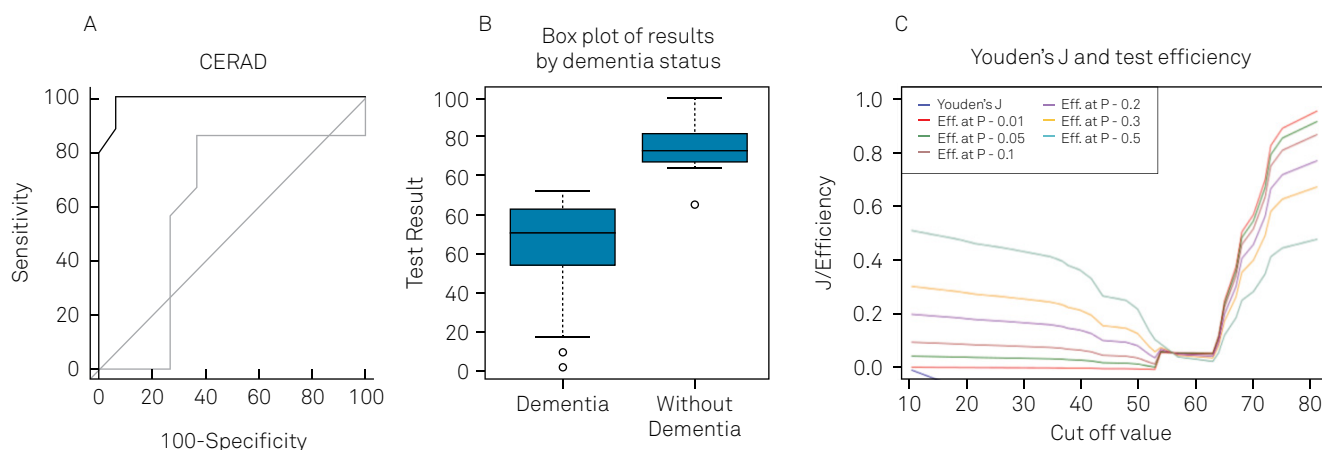 A
CERAD
100
80
60
40
20
0
Sensitivity
0 20 40 60 80 100
100-Specificity
B
Box plot of results
by dementia status
100
80
60
60
60
40
20
0
Test Result
Dementia
Without
Dementia
C
Youden's J and test efficiency
Youden's J
Eff. at P - 0.01
Eff. at P - 0.05
Eff. at P - 0.1
Eff. at P - 0.2
Eff. at P - 0.3
Eff. at P - 0.5
1.0
0.8
0.6
0.4
0.2
0.0
J/Efficiency
10 20 30 40 50 60 70 80
Cut off value